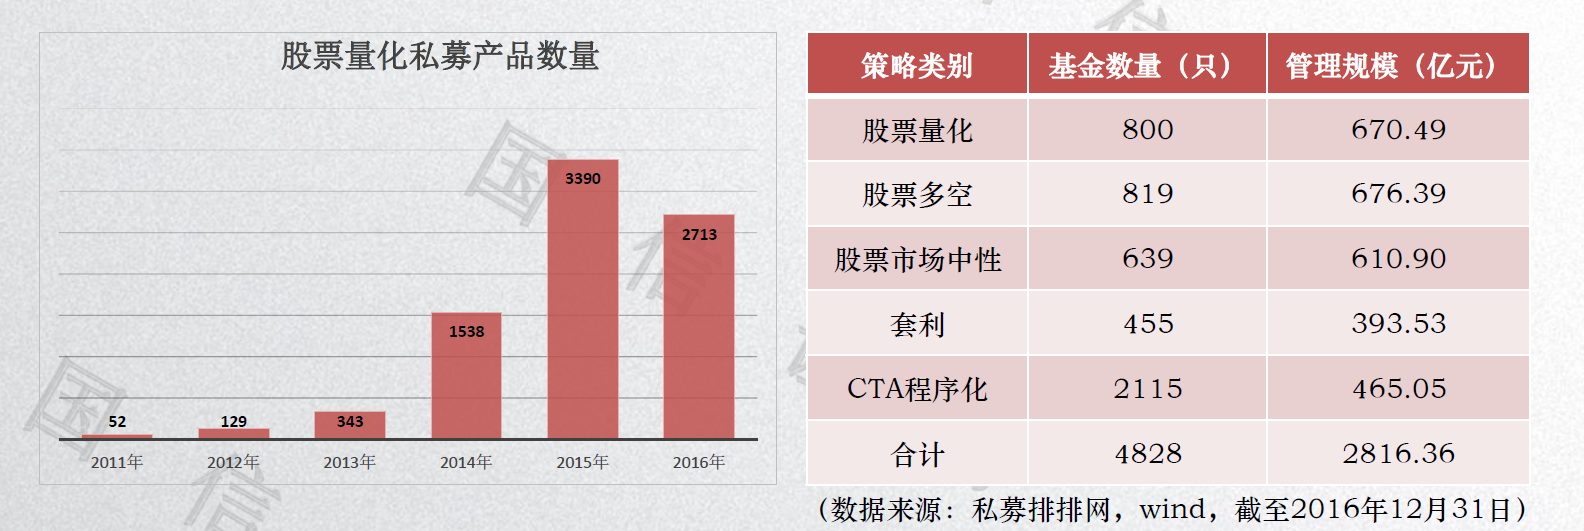 股票量化私募产品数量
3390
2713
1538
52
129
343
2011年 2012年 2013年 2014年 2015年 2016年
策略类别 基金数量（只） 管理规模（亿元）
股票量化 800 670.49
股票多空 819 676.39
股票市场中性 639 610.90
套利 455 393.53
CTA程序化 2115 465.05
合计 4828 2816.36
（数据来源：私募排排网，wind，截至2016年12月31日）
国信
国信
信